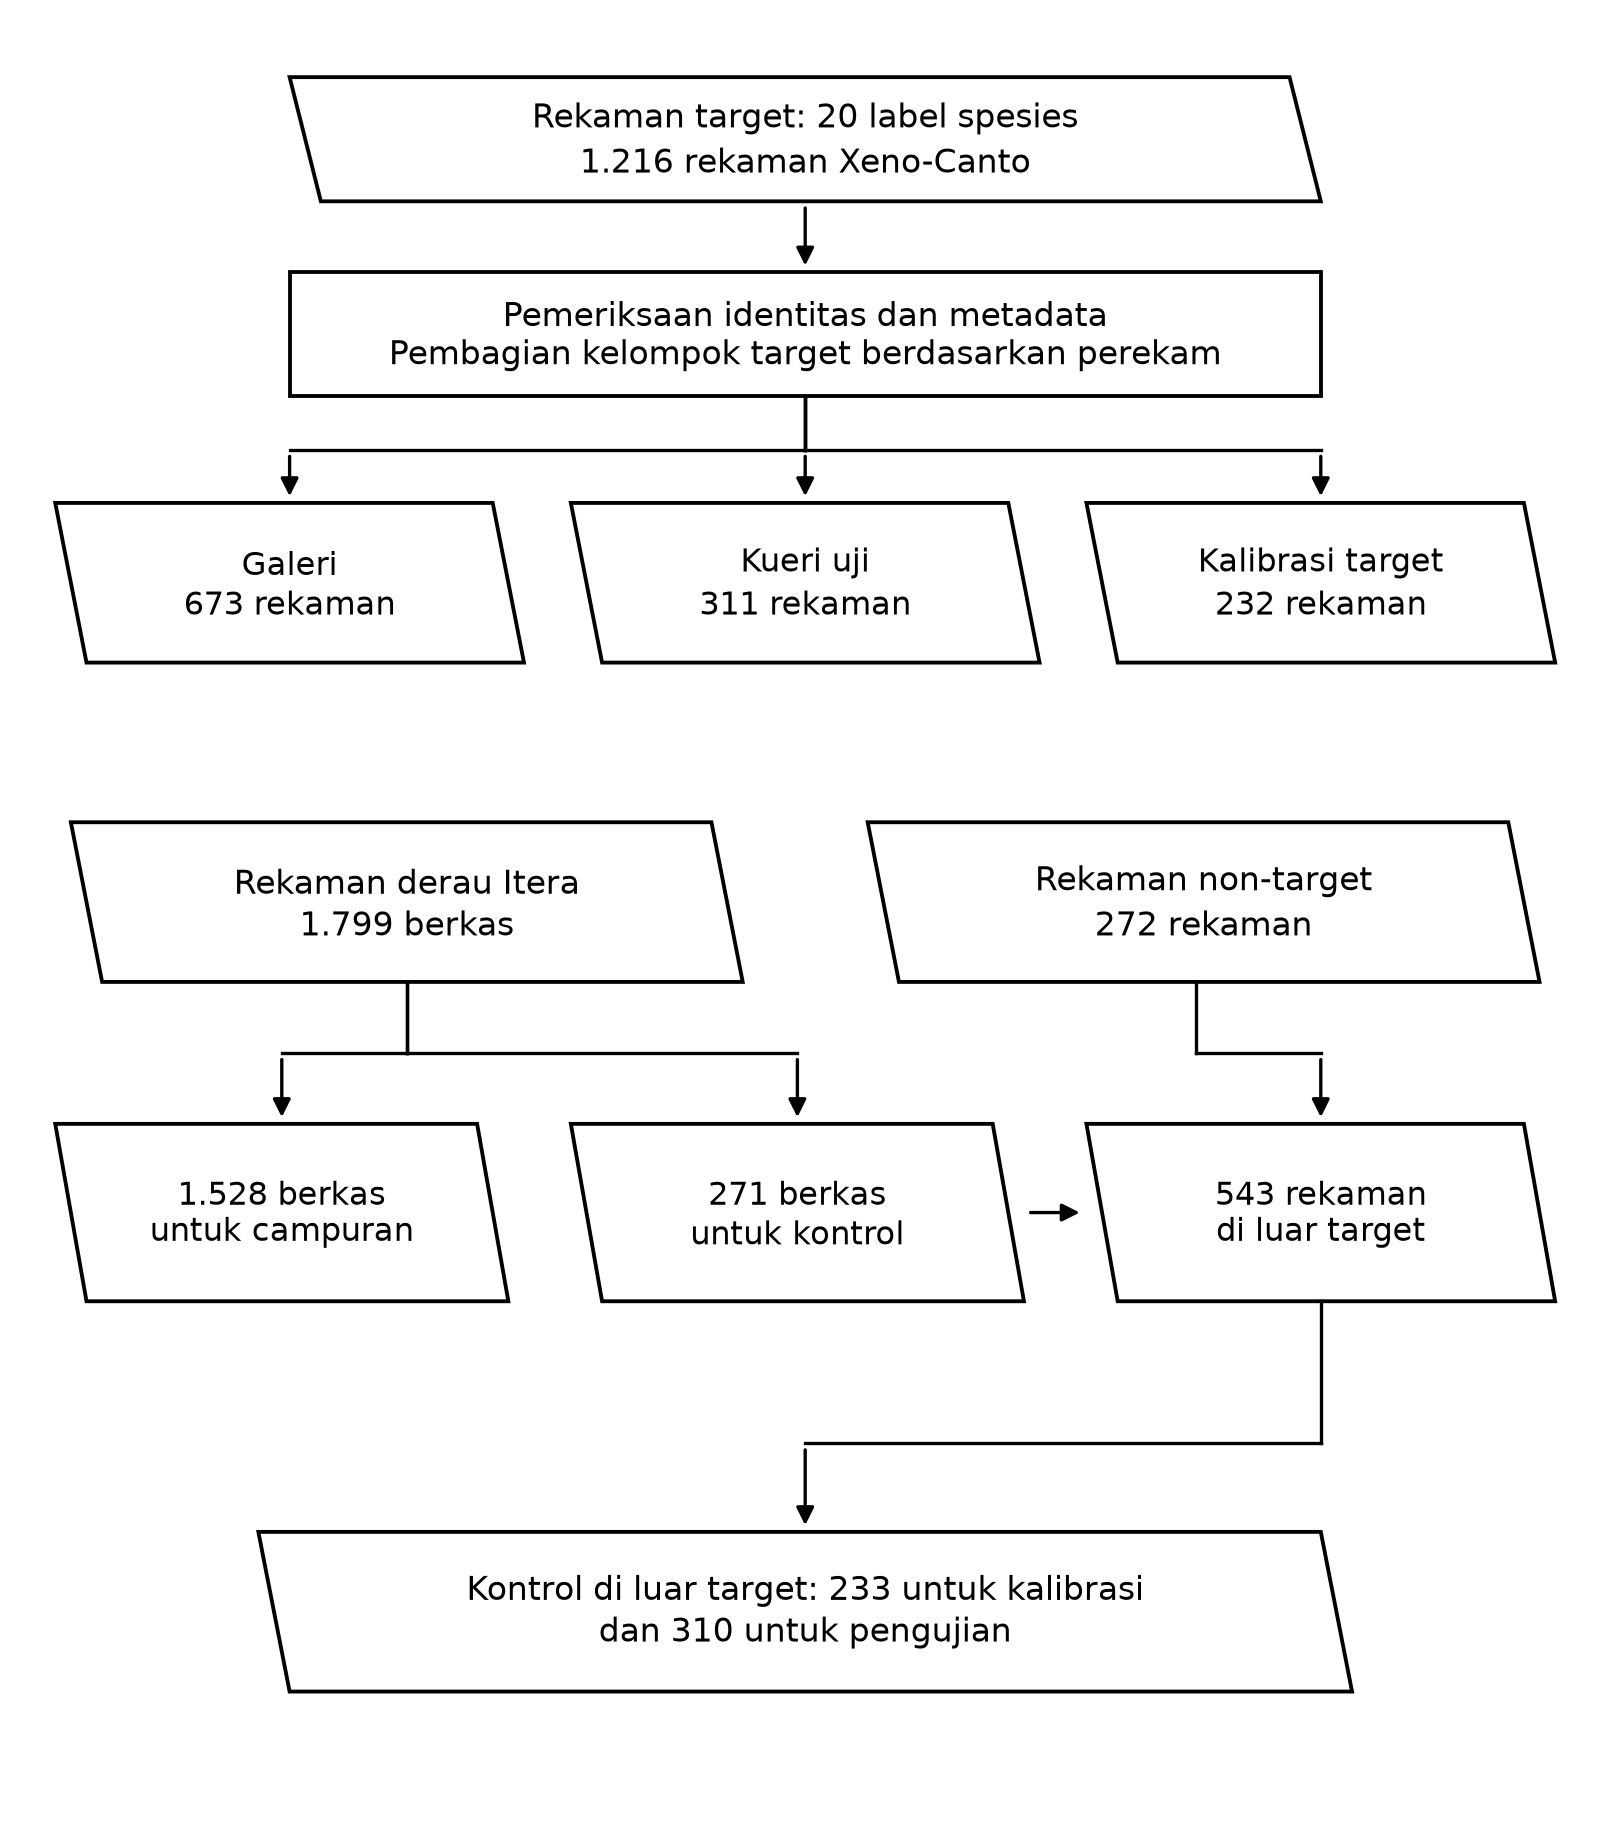 Rekaman target: 20 label spesies
1.216 rekaman Xeno-Canto
Pemeriksaan identitas dan metadata
Pembagian kelompok target berdasarkan perekam
Galeri
673 rekaman
Kueri uji
311 rekaman
Kalibrasi target
232 rekaman
Rekaman derau Itera
1.799 berkas
Rekaman non-target
272 rekaman
1.528 berkas
untuk campuran
271 berkas
untuk kontrol
543 rekaman
di luar target
Kontrol di luar target: 233 untuk kalibrasi
dan 310 untuk pengujian